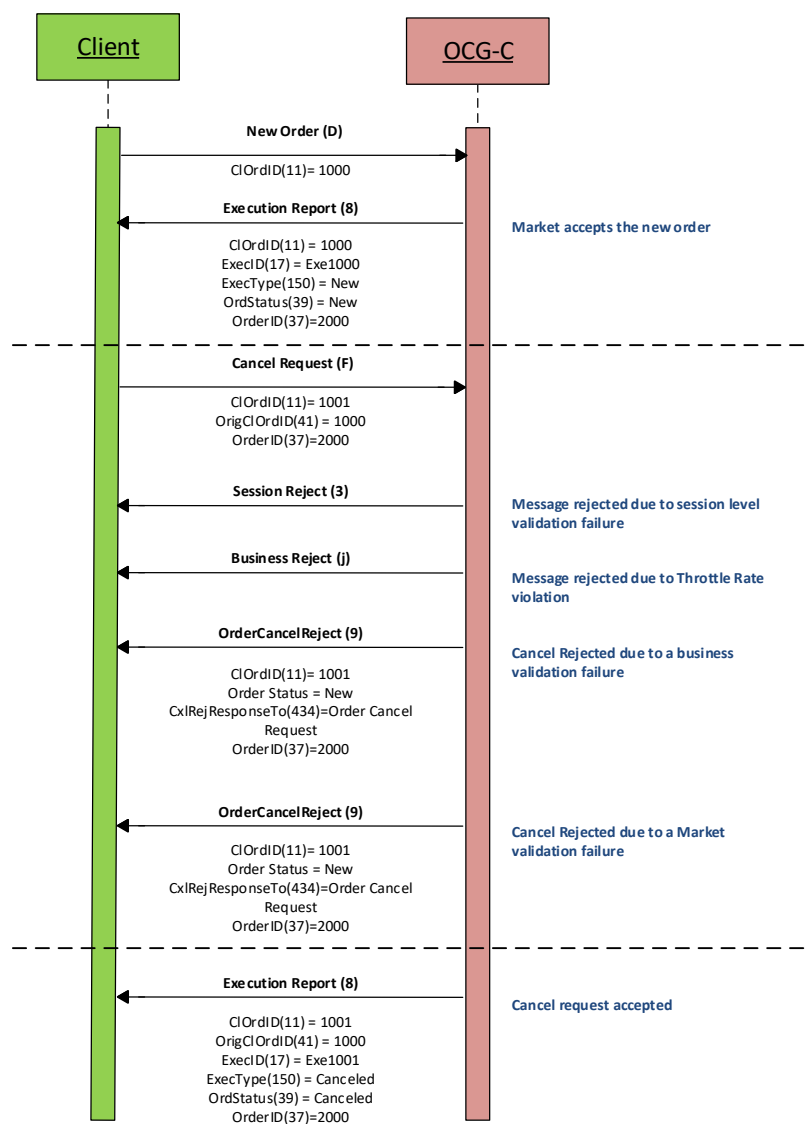 Client
OCG-C
New Order (D)
ClOrdID(11)= 1000
Execution Report (8)
Market accepts the new order
ClOrdID(11) = 1000
ExecID(17) = Exe1000
ExecType(150) = New
OrdStatus(39) = New
OrderID(37)=2000
Cancel Request (F)
ClOrdID(11)= 1001
OrigClOrdID(41) = 1000
OrderID(37)=2000
Session Reject (3)
Message rejected due to session level
validation failure
Business Reject (j)
Message rejected due to Throttle Rate
violation
OrderCancelReject (9)
Cancel Rejected due to a business
validation failure
ClOrdID(11)= 1001
Order Status = New
CxlRejResponseTo(434)=Order Cancel
Request
OrderID(37)=2000
OrderCancelReject (9)
Cancel Rejected due to a Market
validation failure
ClOrdID(11)= 1001
Order Status = New
CxlRejResponseTo(434)=Order Cancel
Request
OrderID(37)=2000
Execution Report (8)
Cancel request accepted
ClOrdID(11) = 1001
OrigClOrdID(41) = 1000
ExecID(17) = Exe1001
ExecType(150) = Canceled
OrdStatus(39) = Canceled
OrderID(37)=2000